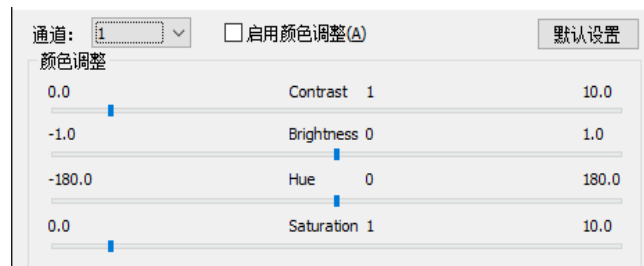 通道: 1 启用颜色调整(A) 默认设置
颜色调整
0.0 Contrast 1 10.0
-1.0 Brightness 0 1.0
-180.0 Hue 0 180.0
0.0 Saturation 1 10.0